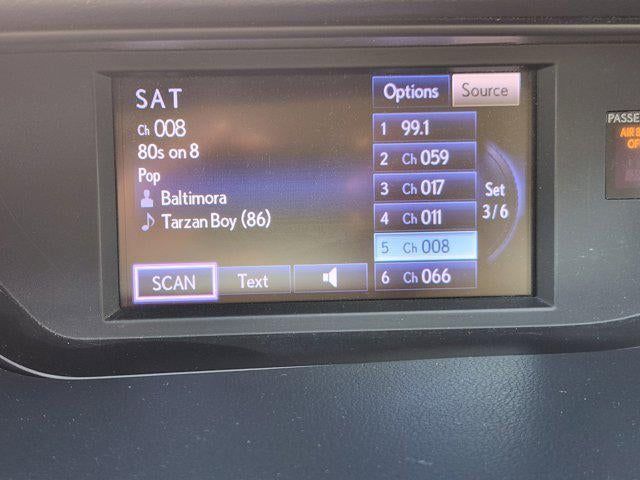 SAT
Ch 008
80s on 8
Pop
Baltimora
Tarzan Boy (86)
SCAN
Text
Options
Source
1 99.1
2 Ch 059
3 Ch 017
4 Ch 011
5 Ch 008
6 Ch 066
Set
3/6
PASSE
AIR
OF